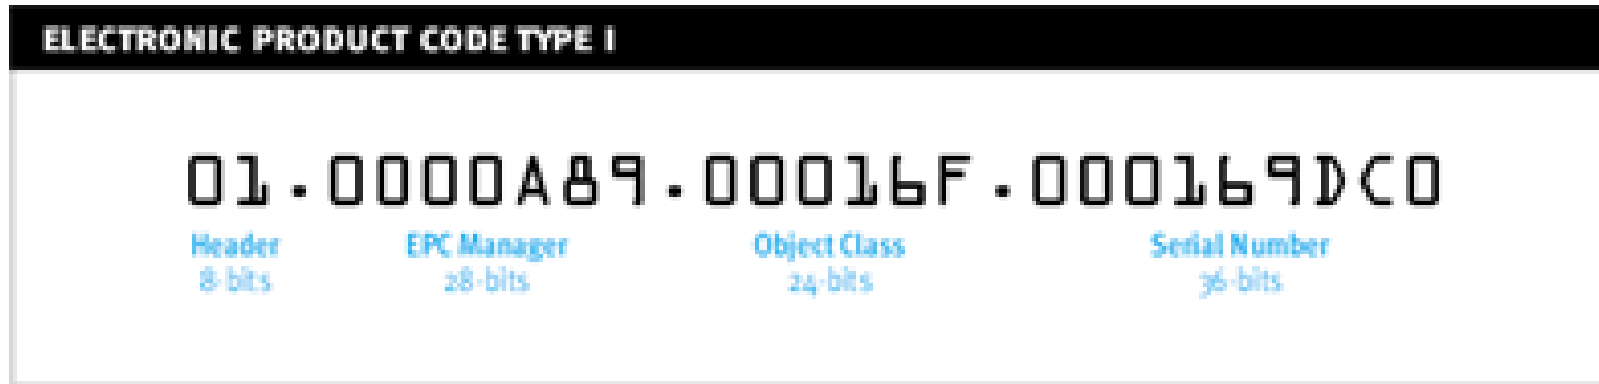 ELECTRONIC PRODUCT CODE TYPE I
01.0000A89.00016F.000169DC0
Header EPC Manager Object Class Serial Number
8-bits 28-bits 24-bits 36-bits